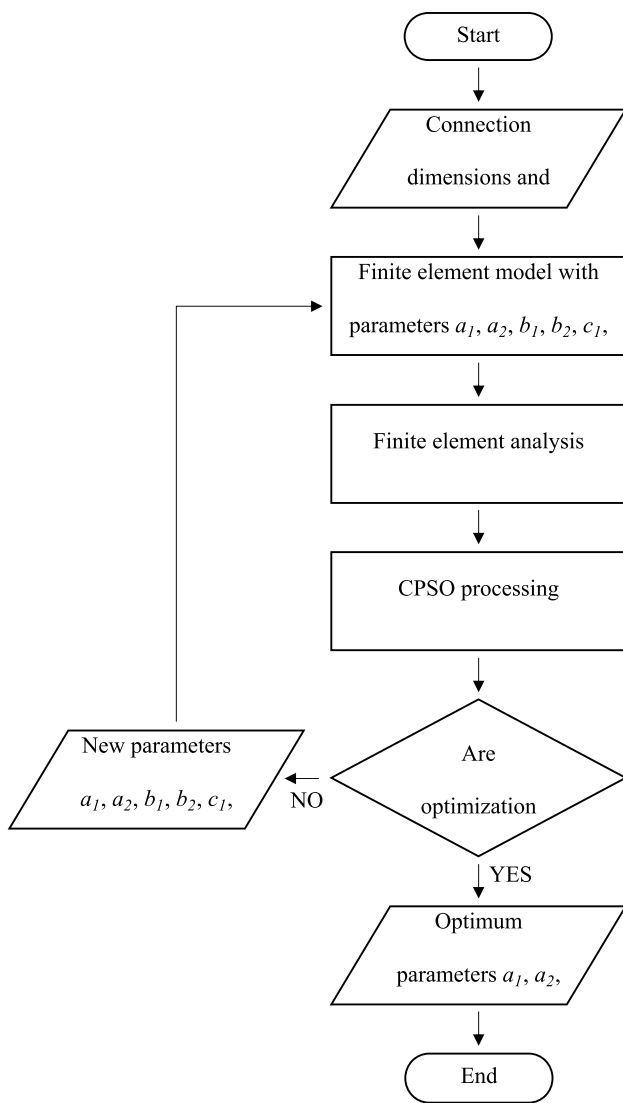 Start
Connection
dimensions and
Finite element model with
parameters a₁, a₂, b₁, b₂, c₁,
Finite element analysis
CPSO processing
Are
optimization
NO
New parameters
a₁, a₂, b₁, b₂, c₁,
YES
Optimum
parameters a₁, a₂,
End